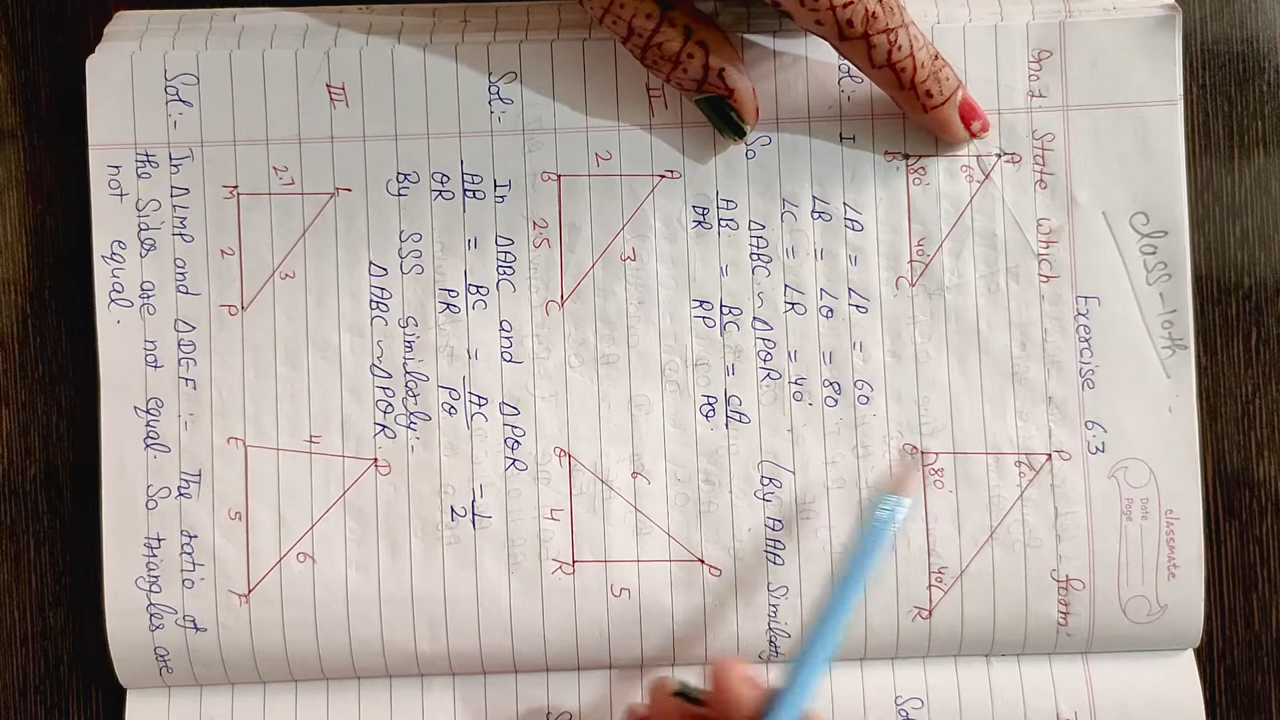 Class-10th
classmate
Date
Page
Exercise 6.3
Qno.1 State which - - - - - form.
A
60°
B
80°
40°
C
P
60°
Q
80°
40°
R
Sol:- I ∠A = ∠P = 60°
∠B = ∠Q = 80°
∠C = ∠R = 40°
So ΔABC ~ ΔPQR (By AAA Similarity
AB = BC = CA
QR RP PQ
II
A
2
3
B
2.5
C
Q
6
P
4
5
R
Sol:- In ΔABC and ΔPQR
AB = BC = AC = 1
QR PR PQ 2
By SSS Similarly:-
ΔABC ~ ΔPQR.
III
L
2.7
3
M
2
P
D
4
6
E
5
F
Sol:- In ΔLMP and ΔDEF :- The ratio of
the Sides are not equal. So triangles are
not equal.